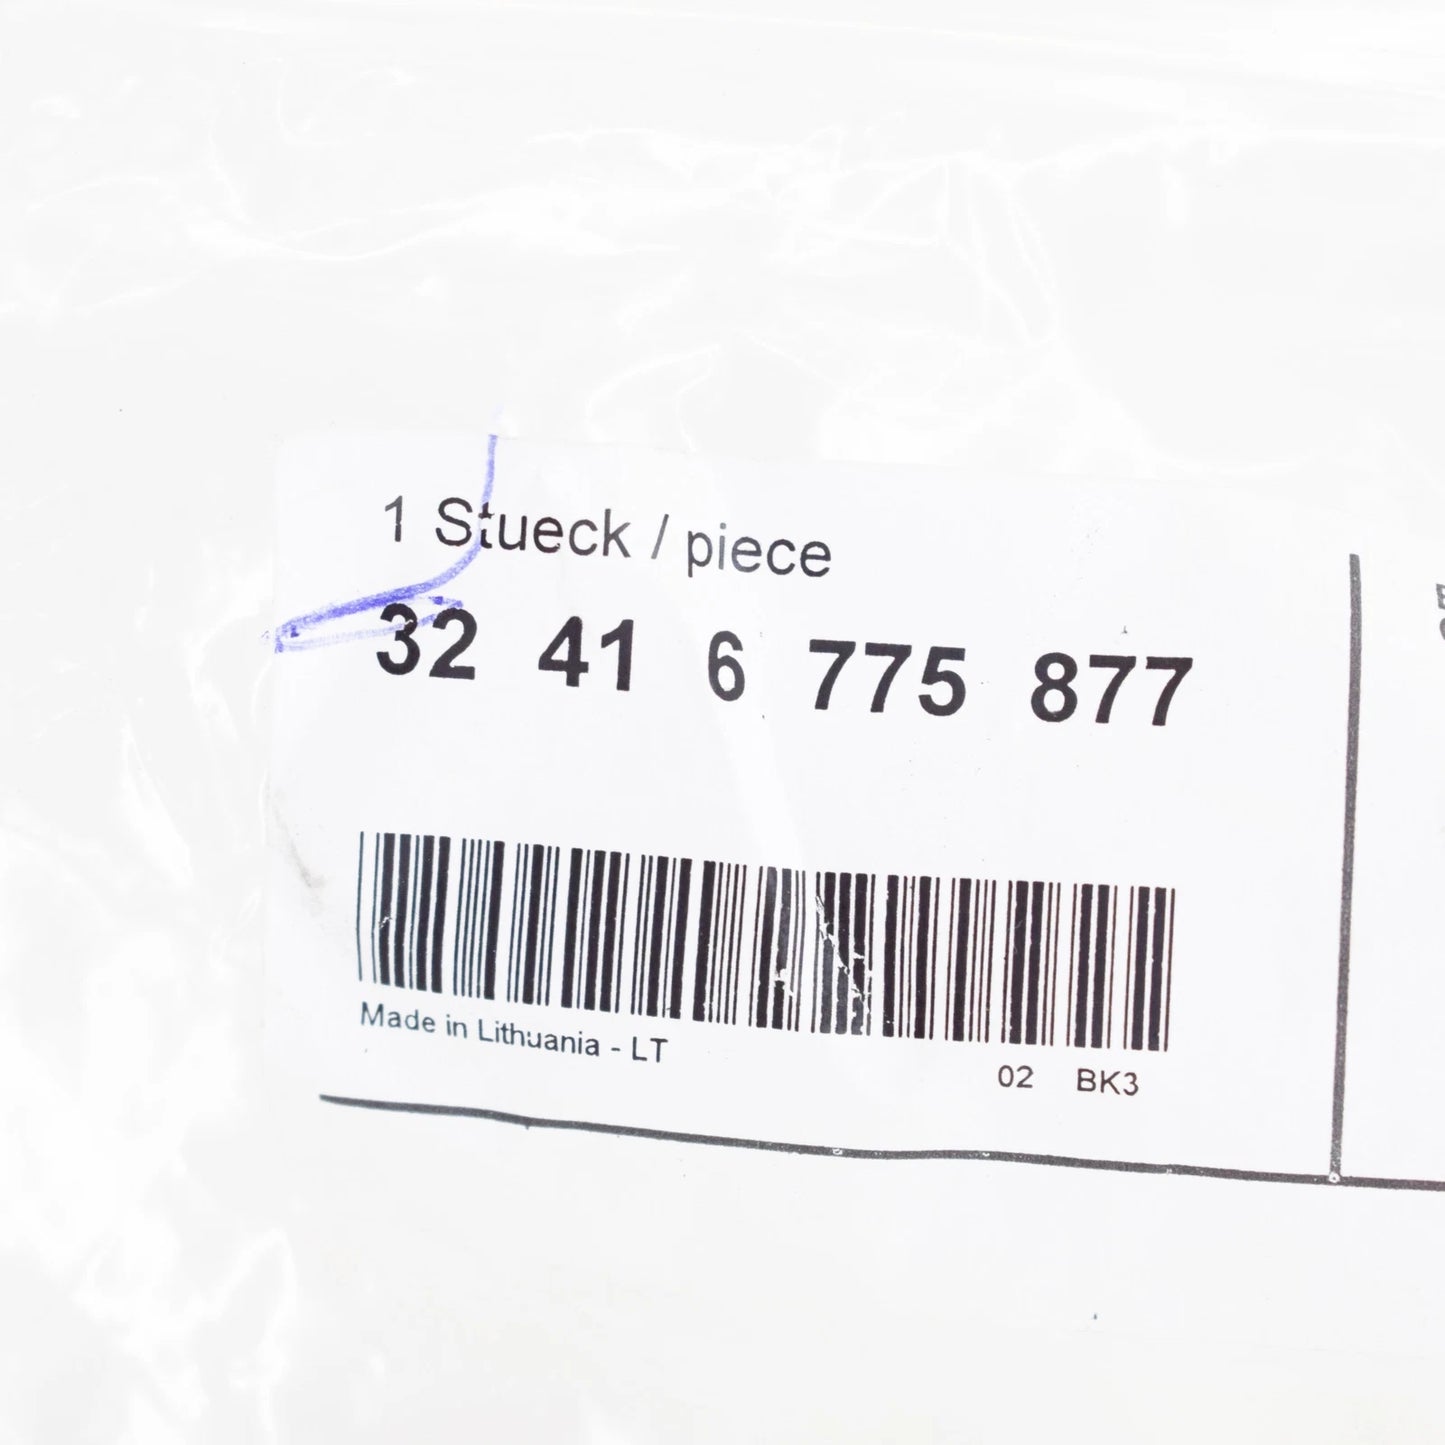 1 Stueck / piece
32 41 6 775 877
Made in Lithuania - LT
02 BK3